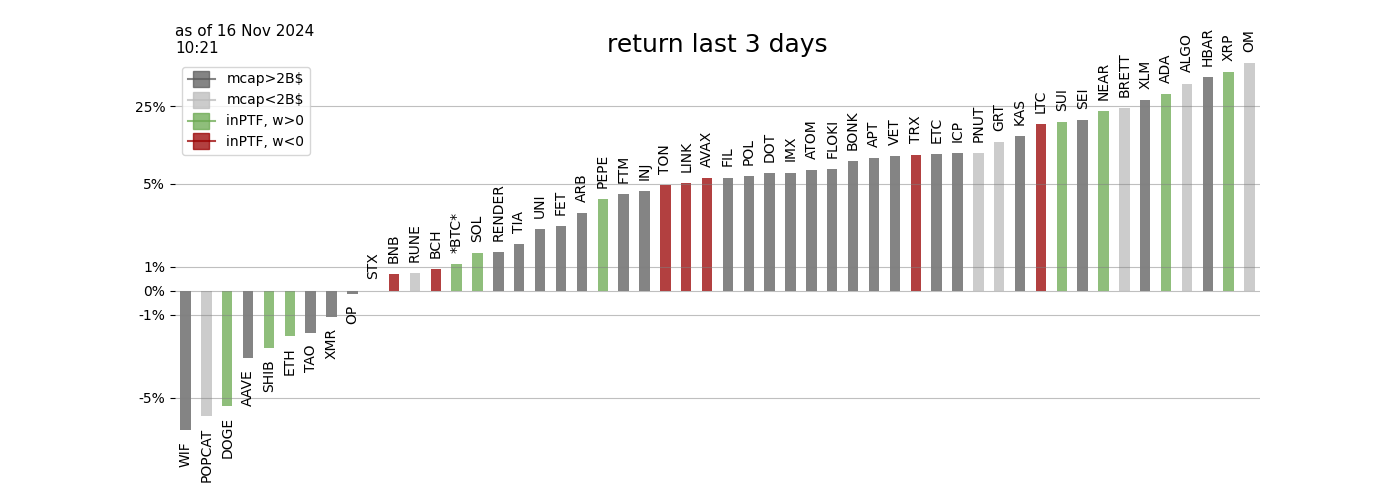 as of 16 Nov 2024
10:21
return last 3 days
mcap>2B$
mcap<2B$
inPTF, w>0
inPTF, w<0
25%
5%
1%
0%
-1%
-5%
WIF
POPCAT
DOGE
AAVE
SHIB
ETH
TAO
XMR
OP
STX
BNB
RUNE
BCH
*BTC*
SOL
RENDER
TIA
UNI
FET
ARB
PEPE
FTM
INJ
TON
LINK
AVAX
FIL
POL
DOT
IMX
ATOM
FLOKI
BONK
APT
VET
TRX
ETC
ICP
PNUT
GRT
KAS
LTC
SUI
SEI
NEAR
BRETT
XLM
ADA
ALGO
HBAR
XRP
OM